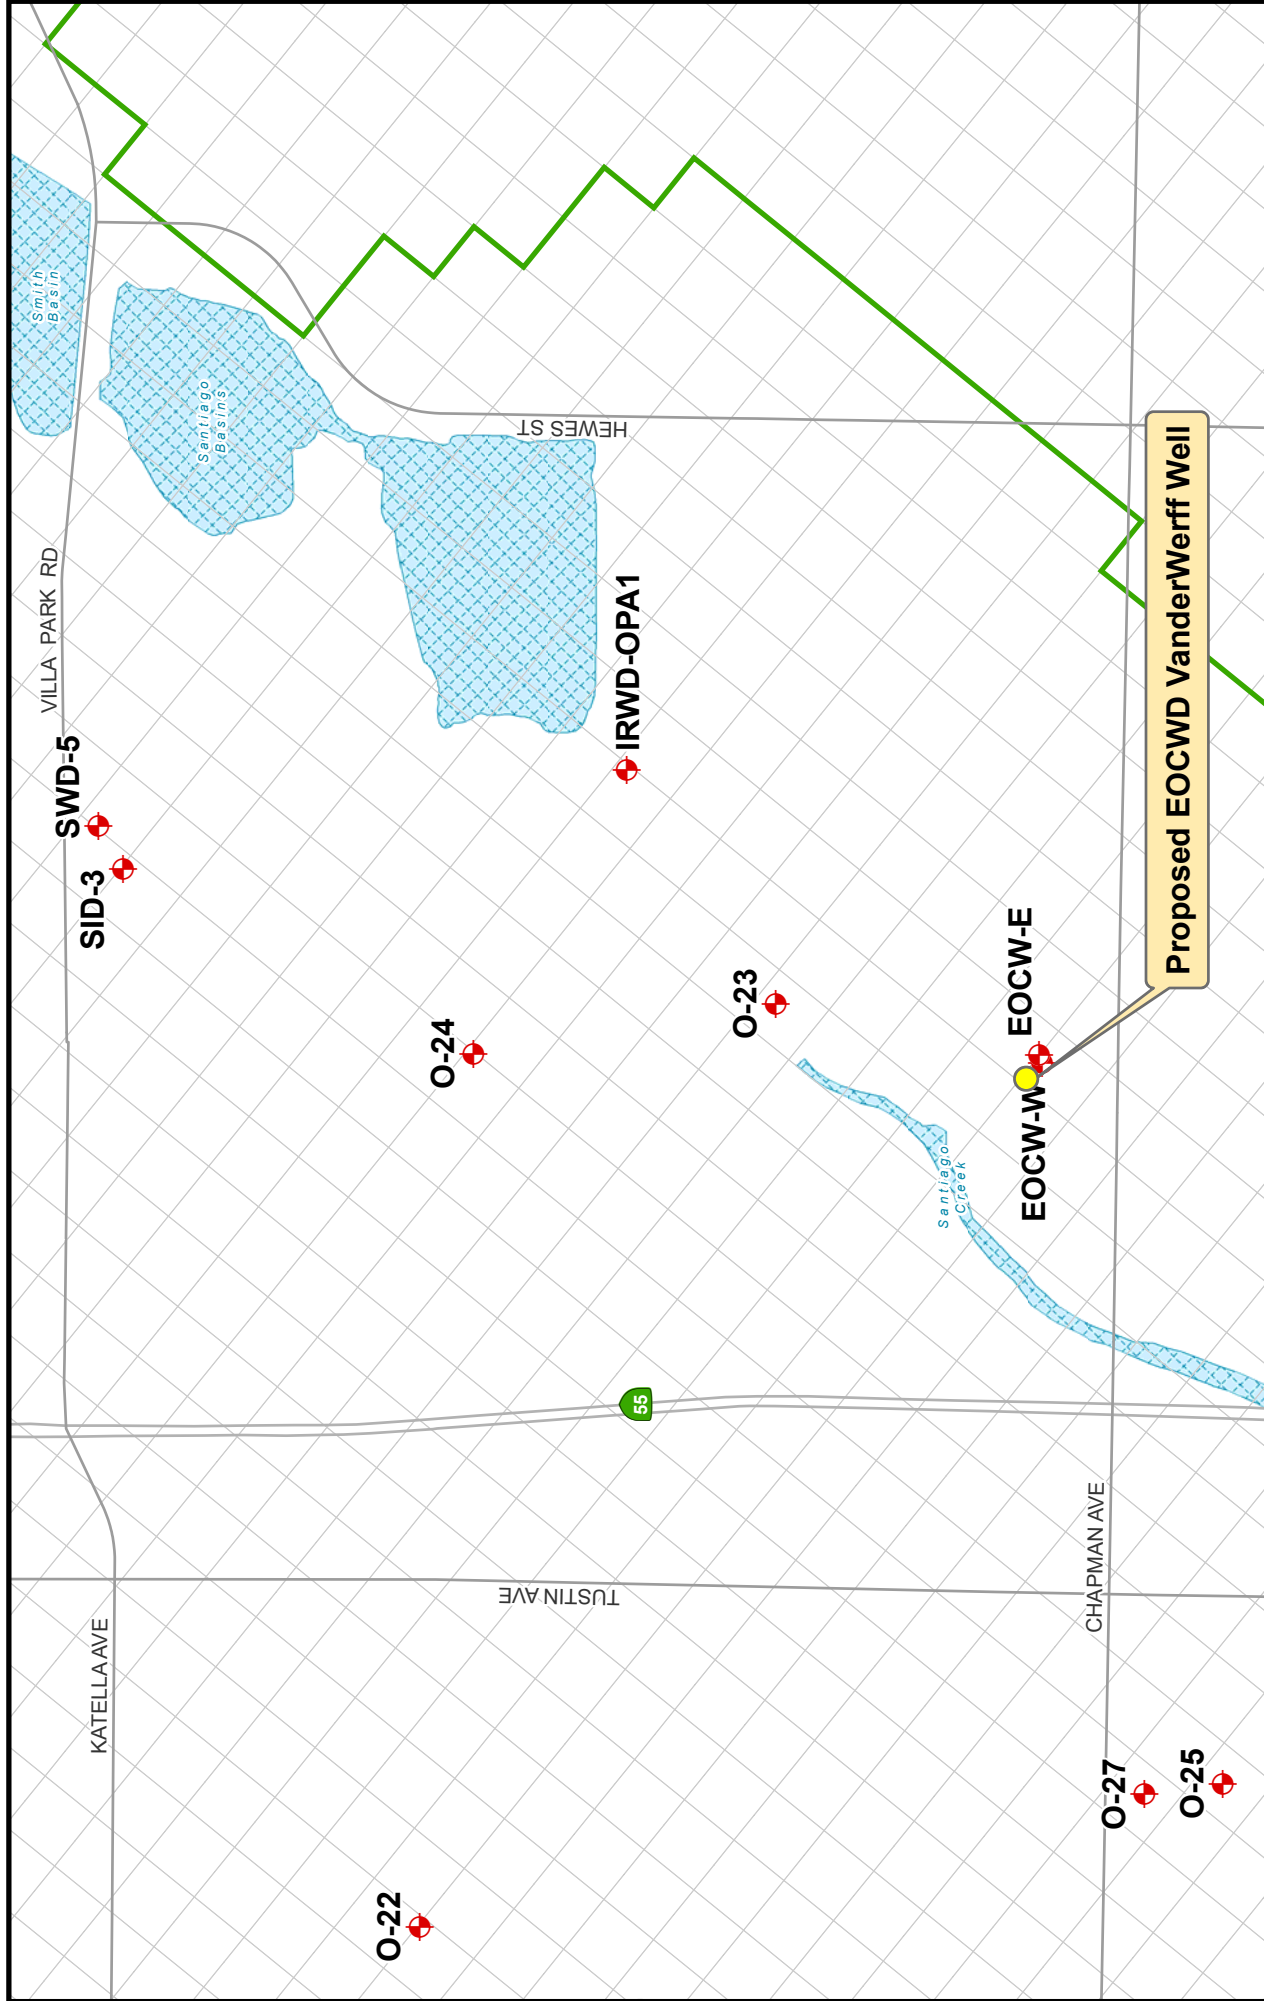 Smith
Basin
VILLA PARK RD
Santiago
Basins
HEWES ST
SWD-5
SID-3
IRWD-OPA1
O-24
O-23
EOCW-E
EOCW-W
Proposed EOCWD VanderWerff Well
Santiago
Creek
55
KATELLA AVE
TUSTIN AVE
CHAPMAN AVE
O-22
O-27
O-25